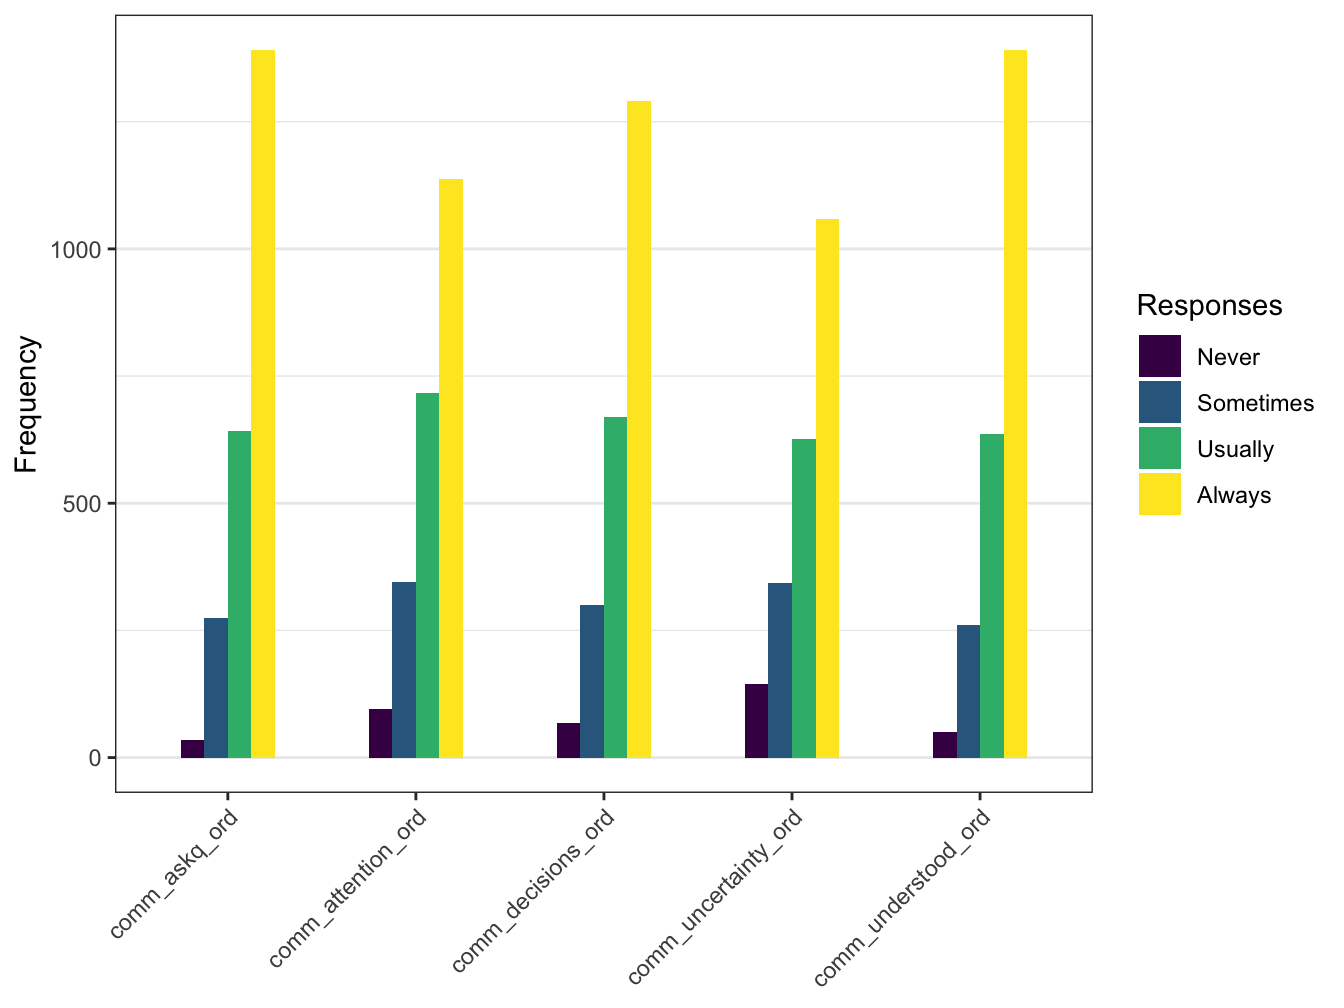 Frequency
1000
500
0
comm_askq_ord
comm_attention_ord
comm_decisions_ord
comm_uncertainty_ord
comm_understood_ord
Responses
Never
Sometimes
Usually
Always